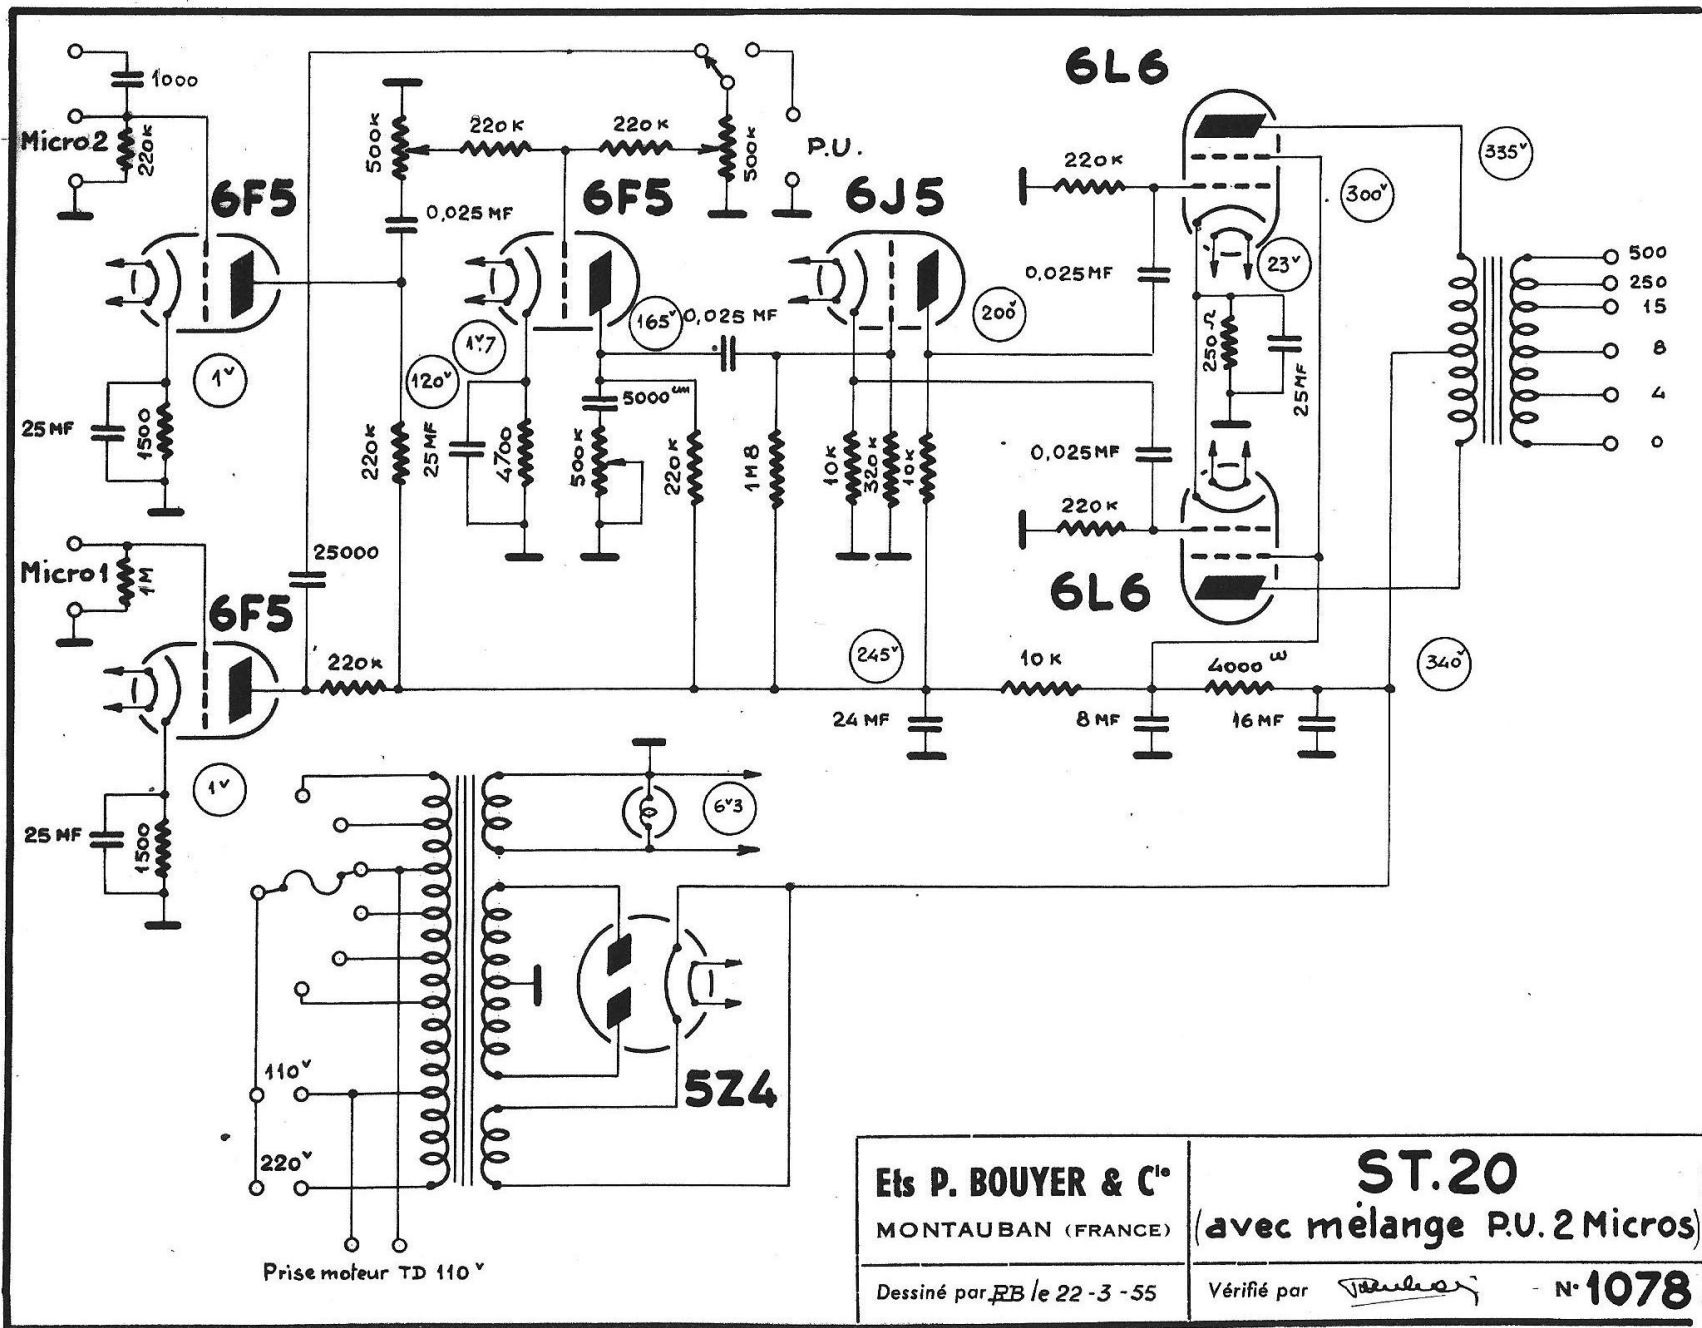 1000
Micro 2
220K
6F5
1ᵛ
25 MF
1500
Micro 1
1M
6F5
1ᵛ
25 MF
1500
25000
220K
500K
220K
220K
500K
P.U.
0,025 MF
6F5
165ᵛ
1ᵛ7
120ᵛ
220K
25 MF
4700
5000 cm
500K
220K
0,025 MF
1M8
6J5
200ᵛ
10K
320K
10K
245ᵛ
24 MF
10K
8 MF
4000 ω
16 MF
340ᵛ
6L6
220K
0,025 MF
23ᵛ
250 Ω
25 MF
0,025 MF
220K
6L6
300ᵛ
335ᵛ
500
250
15
8
4
0
6ᵛ3
5Z4
110ᵛ
220ᵛ
Prise moteur TD 110ᵛ
Ets P. BOUYER & Cie
MONTAUBAN (FRANCE)
Dessiné par RB le 22-3-55
ST.20
(avec mélange P.U. 2 Micros)
Vérifié par
N° 1078